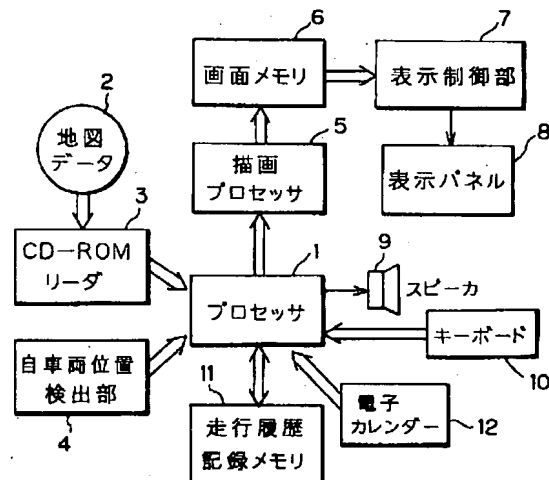 6
画面メモリ
7
表示制御部
2
地図
データ
5
描画
プロセッサ
8
表示パネル
3
CD-ROM
リーダ
1
プロセッサ
9
スピーカ
キーボード
10
自車両位置
検出部
4
11
走行履歴
記録メモリ
電子
カレンダー
12